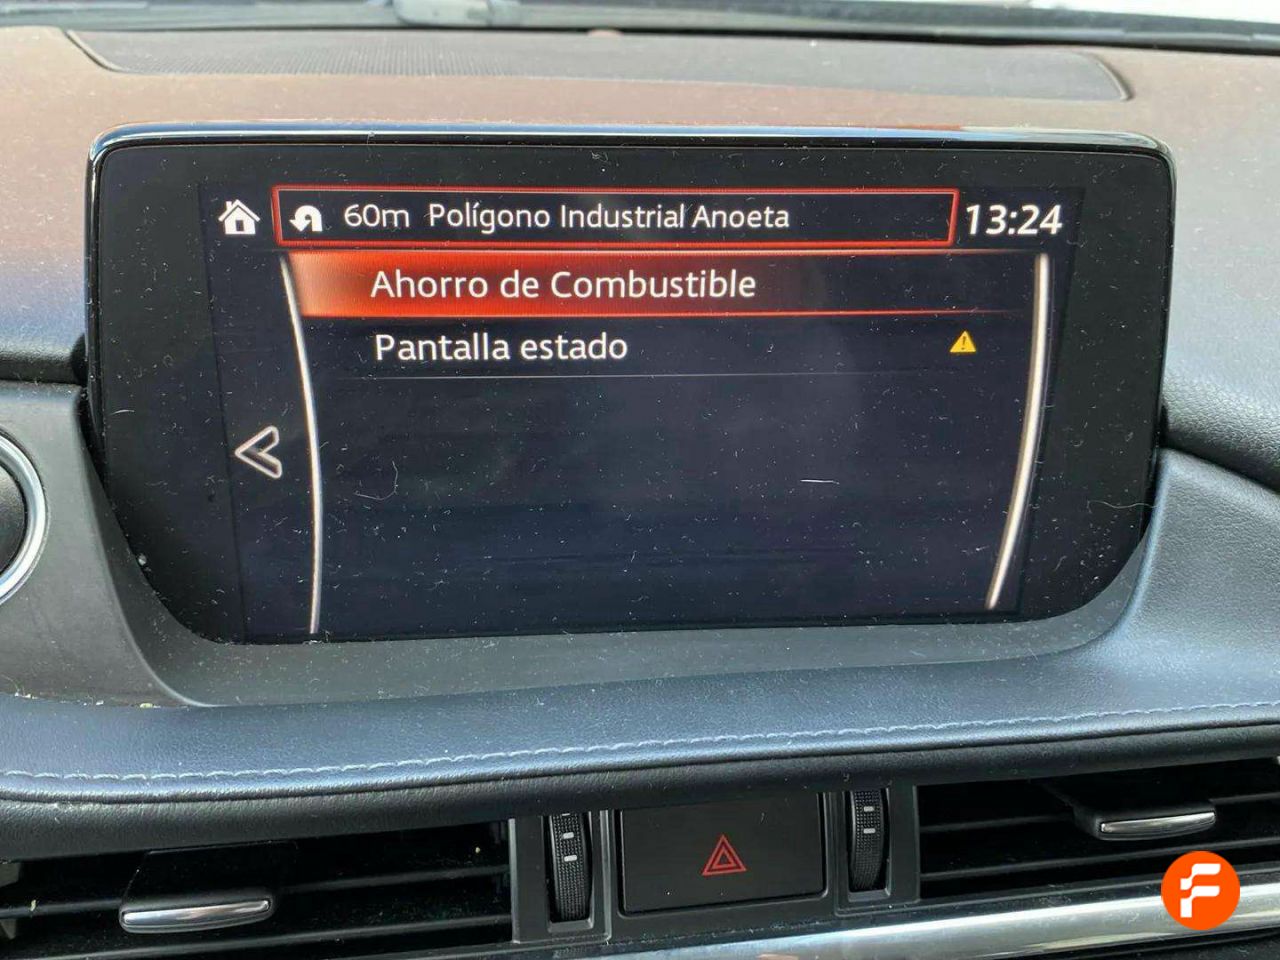 60m Polígono Industrial Anoeta
13:24
Ahorro de Combustible
Pantalla estado